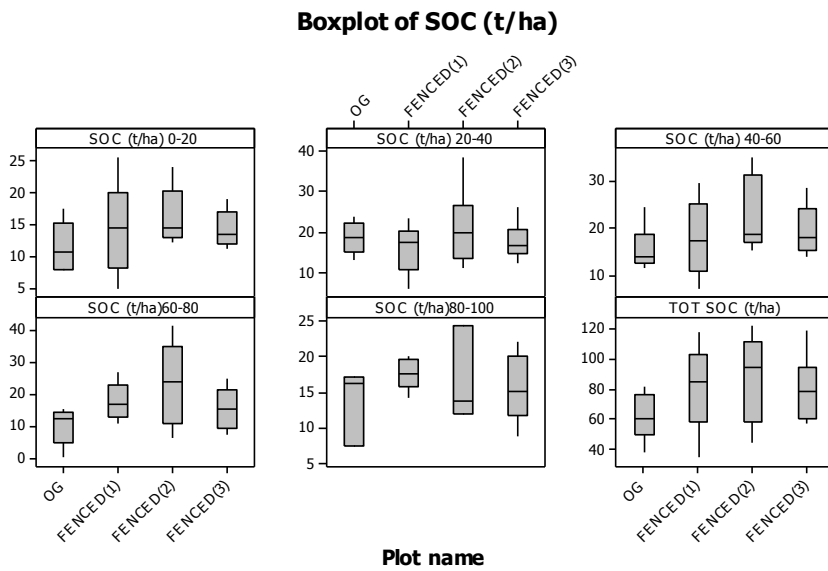 Boxplot of SOC (t/ha)
OG
FENCED(1)
FENCED(2)
FENCED(3)
SOC (t/ha) 0-20
SOC (t/ha) 20-40
SOC (t/ha) 40-60
25
20
15
10
5
40
30
20
10
30
20
10
SOC (t/ha)60-80
SOC (t/ha)80-100
TOT SOC (t/ha)
40
30
20
10
0
25
20
15
10
5
120
100
80
60
40
OG
FENCED(1)
FENCED(2)
FENCED(3)
OG
FENCED(1)
FENCED(2)
FENCED(3)
Plot name